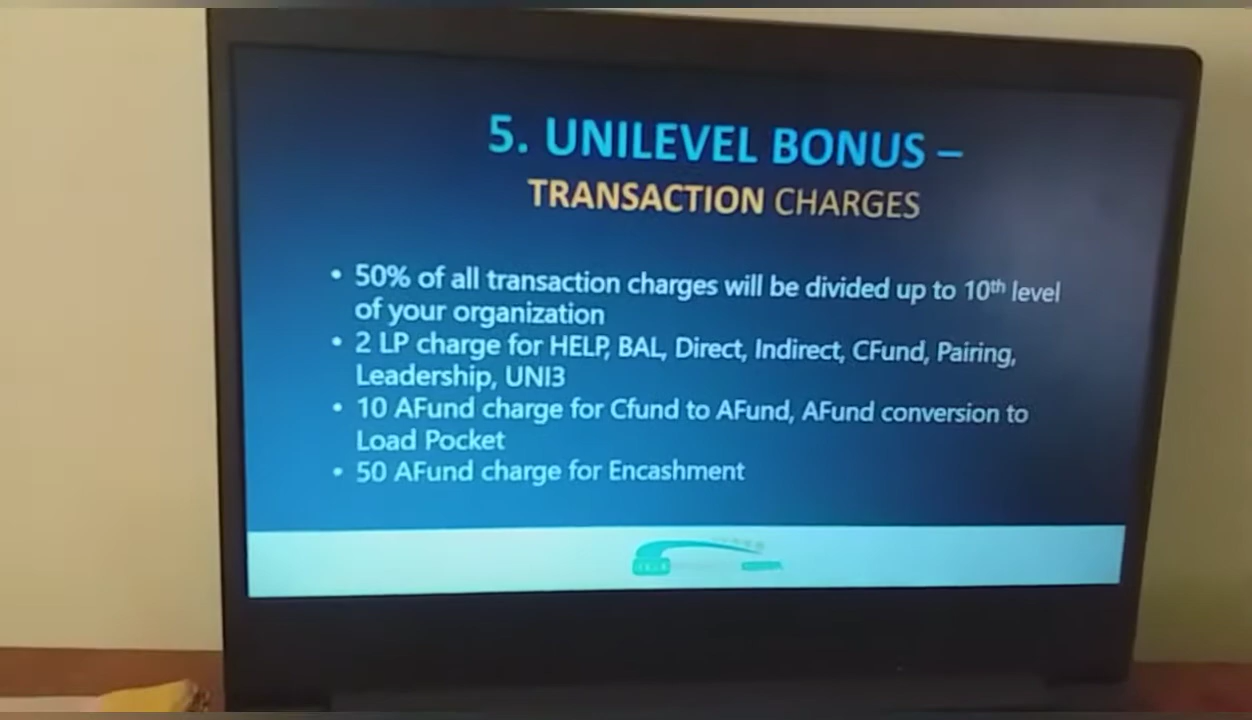 5. UNILEVEL BONUS –
TRANSACTION CHARGES
• 50% of all transaction charges will be divided up to 10th level
of your organization
• 2 LP charge for HELP, BAL, Direct, Indirect, CFund, Pairing,
Leadership, UNI3
• 10 AFund charge for Cfund to AFund, AFund conversion to
Load Pocket
• 50 AFund charge for Encashment